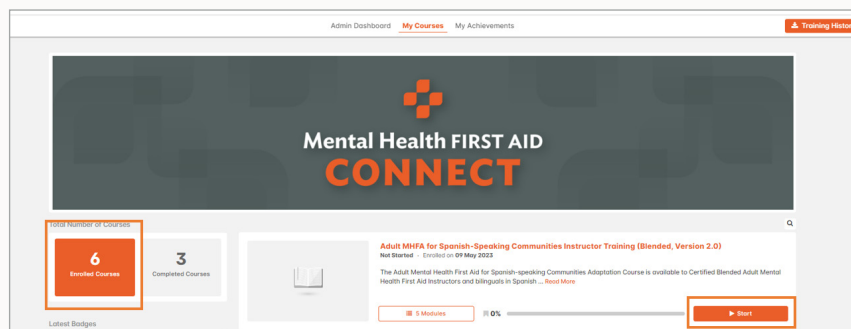 Admin Dashboard My Courses My Achievements
Training Histor
Mental Health FIRST AID
CONNECT
Total Number of Courses
6
Enrolled Courses
3
Completed Courses
Adult MHFA for Spanish-Speaking Communities Instructor Training (Blended, Version 2.0)
Not Started - Enrolled on 09 May 2023
The Adult Mental Health First Aid for Spanish-speaking Communities Adaptation Course is available to Certified Blended Adult Mental
Health First Aid Instructors and bilinguals in Spanish ... Read More
5 Modules
0%
Start
Latest Badges